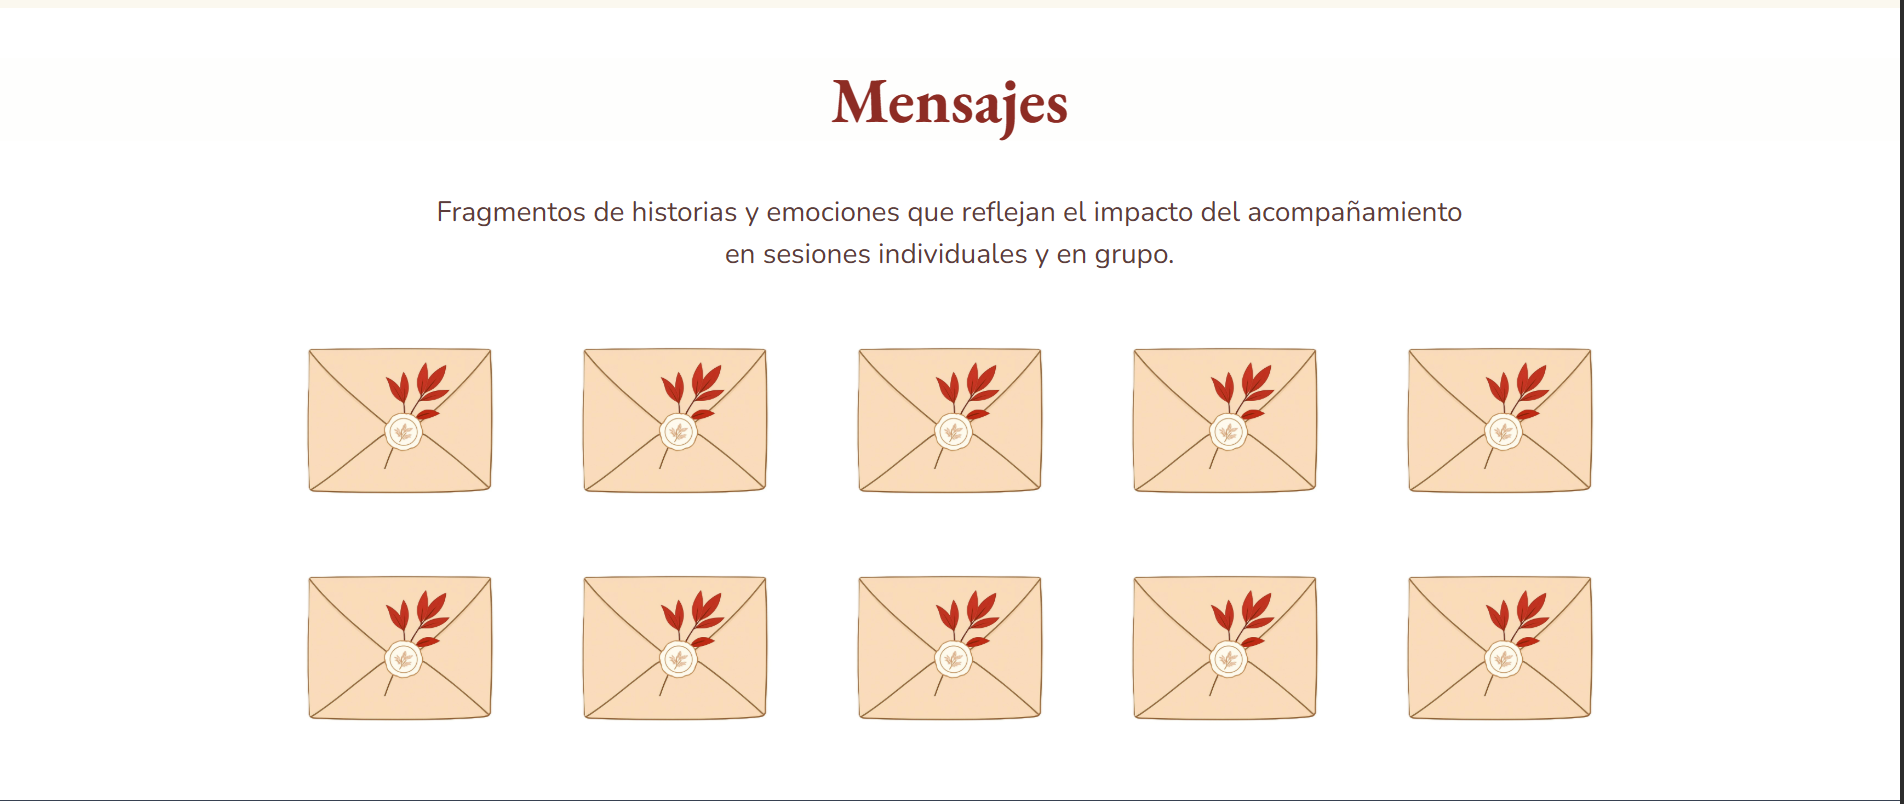 Mensajes
Fragmentos de historias y emociones que reflejan el impacto del acompañamiento
en sesiones individuales y en grupo.